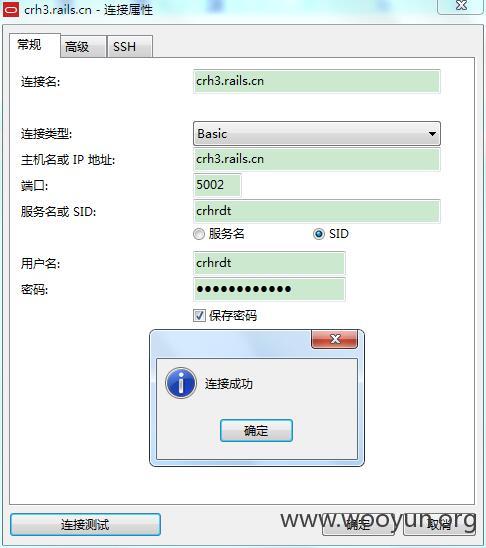 crh3.rails.cn - 连接属性
常规 高级 SSH
连接名: crh3.rails.cn
连接类型: Basic
主机名或 IP 地址: crh3.rails.cn
端口: 5002
服务名或 SID: crhrdt
服务名 SID
用户名: crhrdt
密码: ●●●●●●●●●●●●
保存密码
连接成功
确定
连接测试 确定 取消
www.wooyun.org